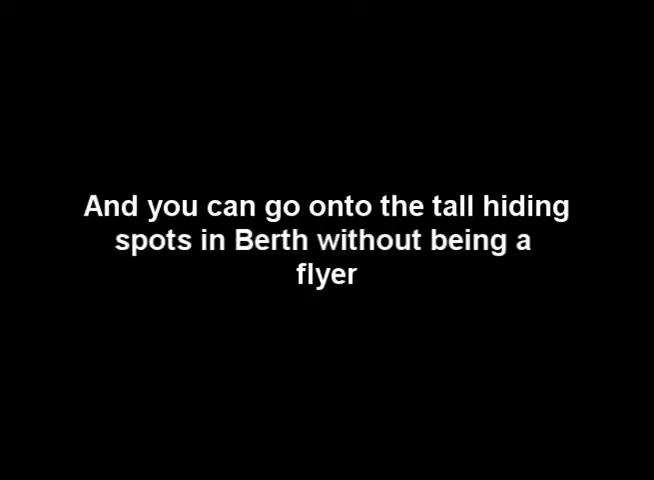 And you can go onto the tall hiding
spots in Berth without being a
flyer